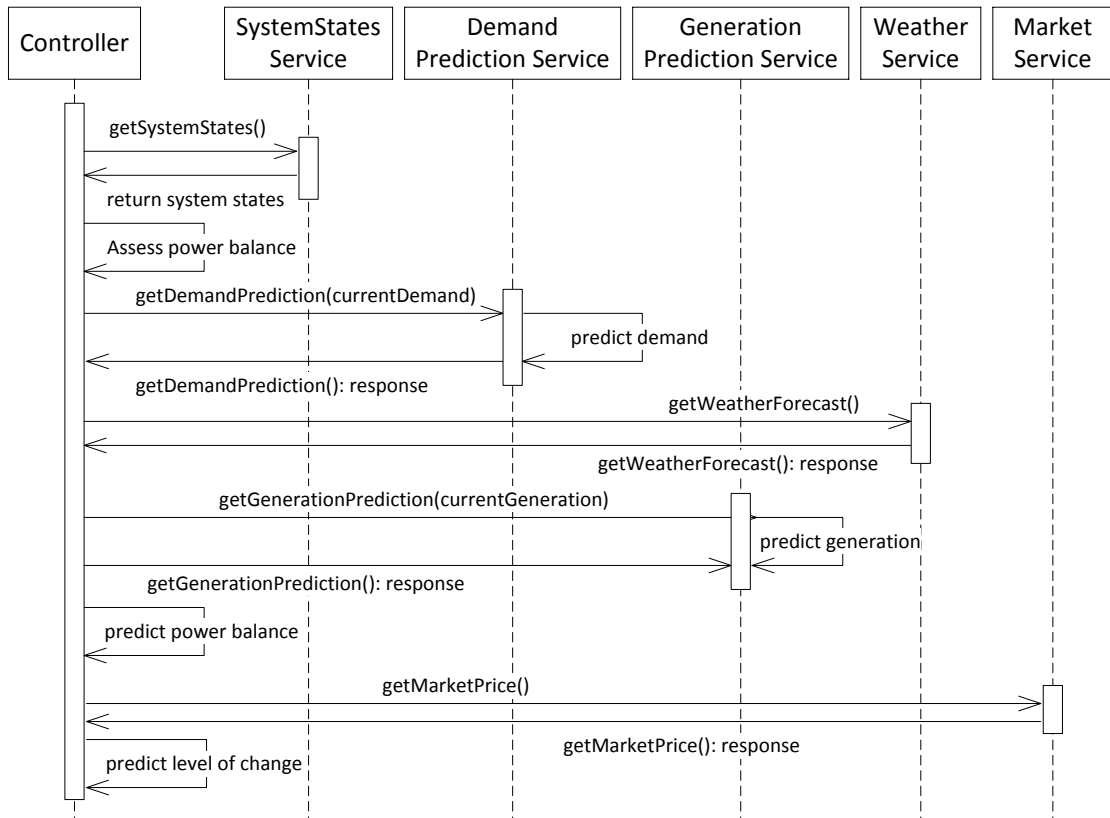 Controller
SystemStates
Service
Demand
Prediction Service
Generation
Prediction Service
Weather
Service
Market
Service
getSystemStates()
return system states
Assess power balance
getDemandPrediction(currentDemand)
predict demand
getDemandPrediction(): response
getWeatherForecast()
getWeatherForecast(): response
getGenerationPrediction(currentGeneration)
predict generation
getGenerationPrediction(): response
predict power balance
getMarketPrice()
getMarketPrice(): response
predict level of change